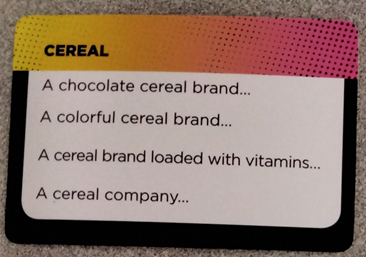 CEREAL
A chocolate cereal brand...
A colorful cereal brand...
A cereal brand loaded with vitamins...
A cereal company...